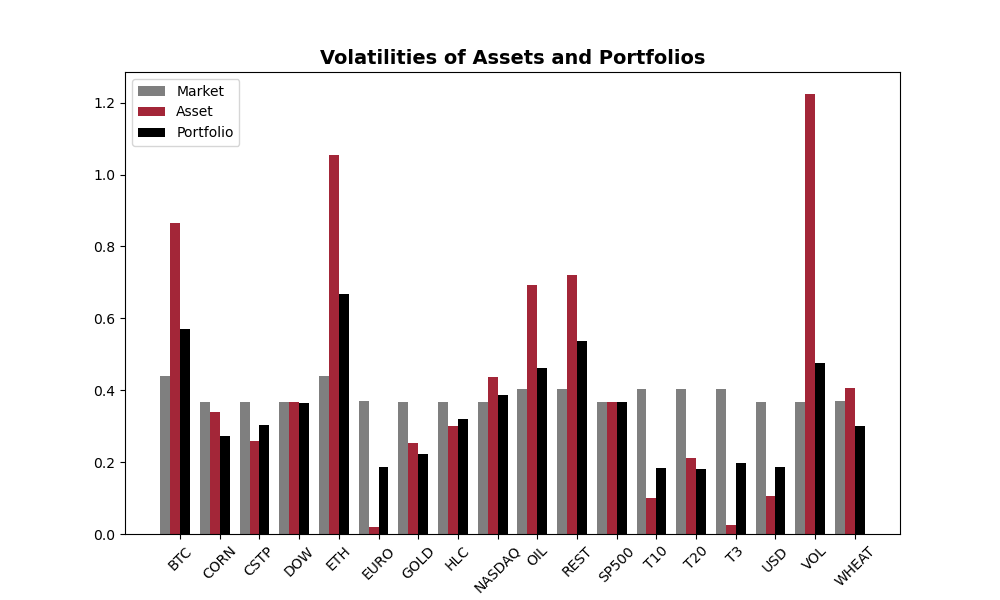 Volatilities of Assets and Portfolios
Market
Asset
Portfolio
1.2
1.0
0.8
0.6
0.4
0.2
0.0
BTC
CORN
CSTP
DOW
ETH
EURO
GOLD
HLC
NASDAQ
OIL
REST
SP500
T10
T20
T3
USD
VOL
WHEAT